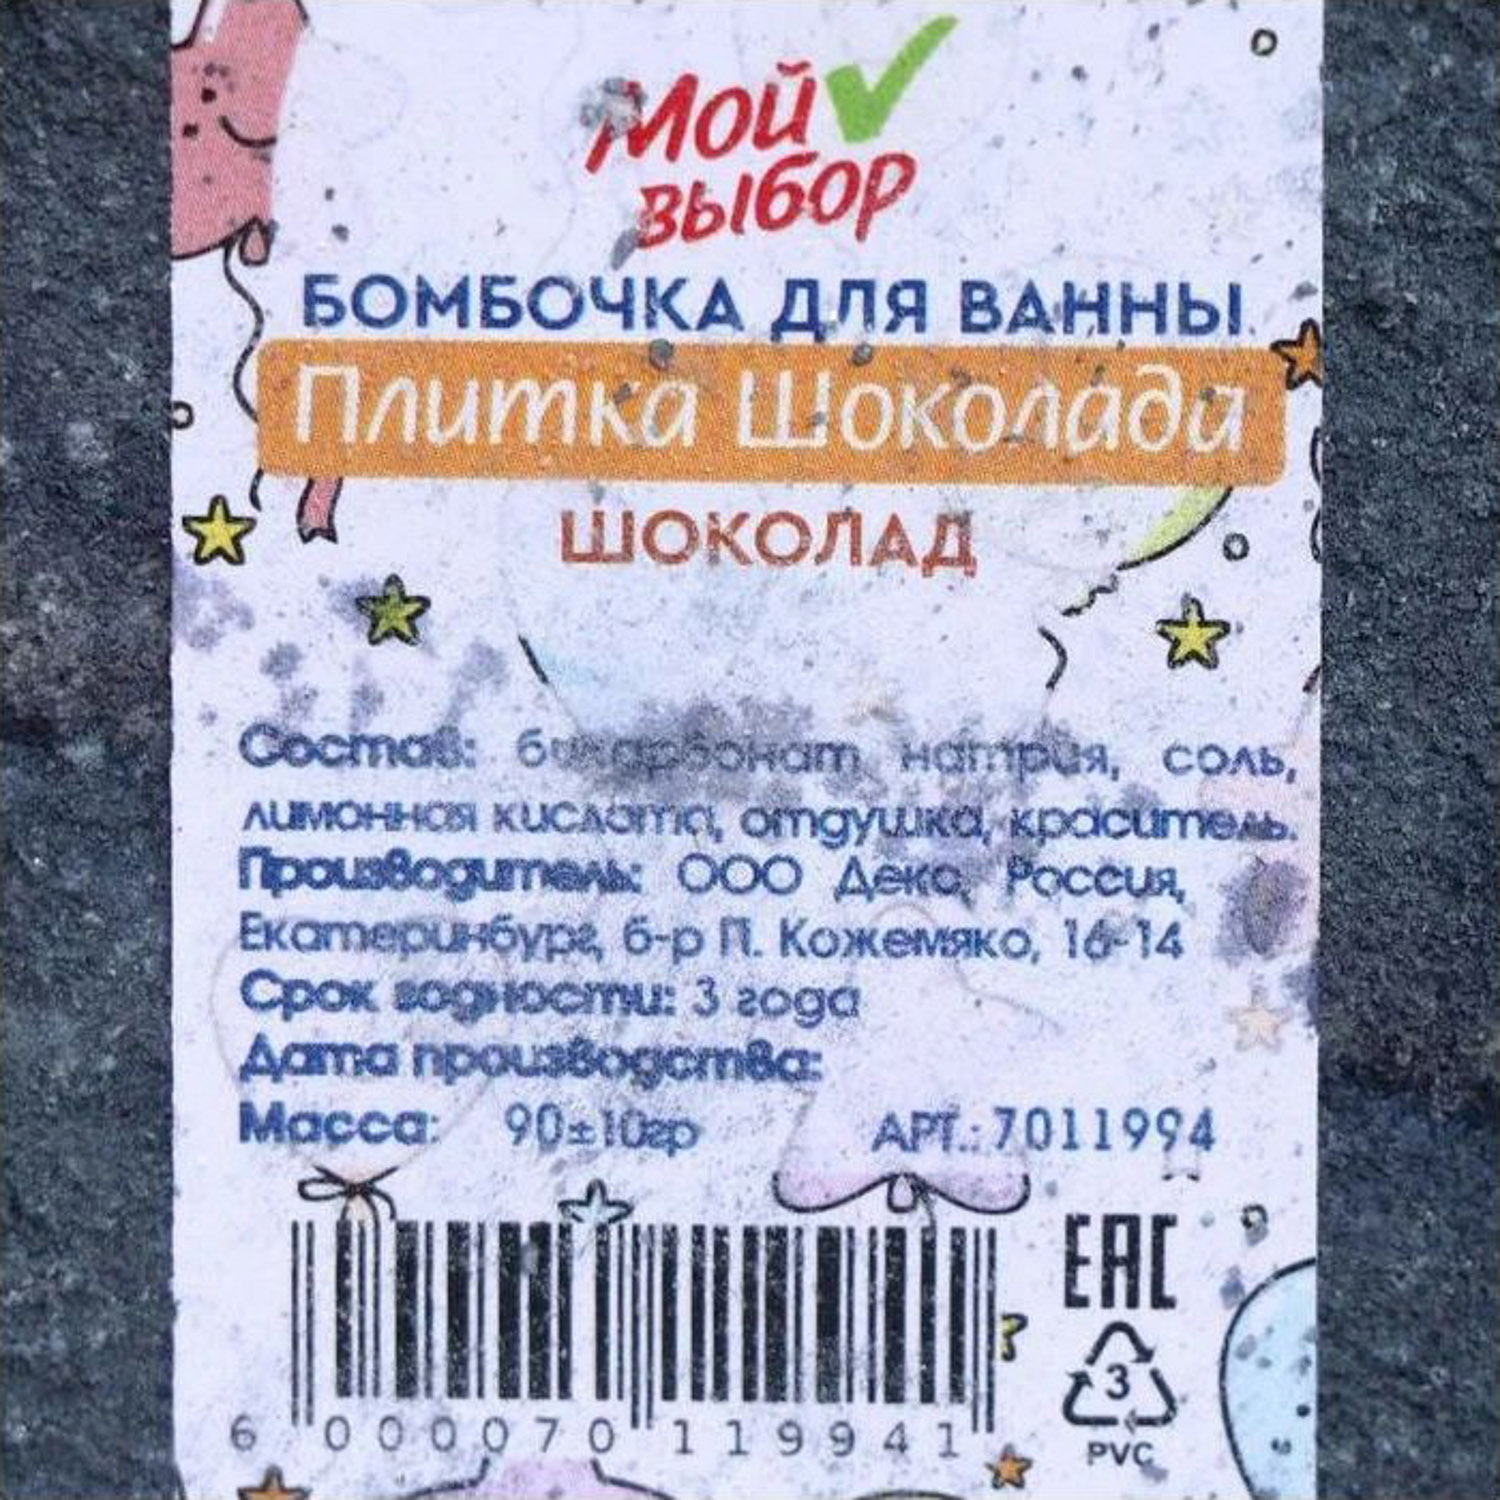 Мой
выбор
БОМБОЧКА ДЛЯ ВАННЫ
Плитка Шоколада
ШОКОЛАД
Состав: бикарбонат натрия, соль,
лимонная кислота, отдушка, краситель.
Производитель: ООО Деко, Россия,
Екатеринбург, б-р П. Кожемяко, 16-14
Срок годности: 3 года
Дата производства:
Масса: 90±10гр АРТ.: 7011994
EAC
3
PVC
6 000070 119941